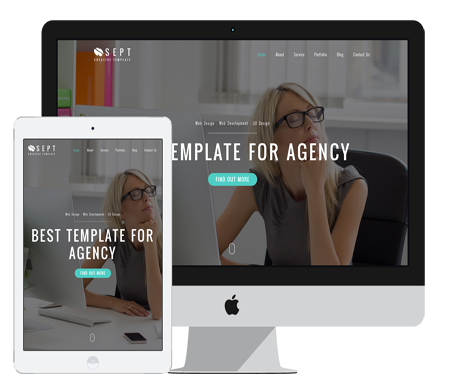 SEPT
CREATIVE TEMPLATE
Home About Service Portfolio Blog Contact Us
Web Design Web Development UX Design
EMPLATE FOR AGENCY
FIND OUT MORE
SEPT
CREATIVE TEMPLATE
Home About Service Portfolio Blog Contact Us
Web Design Web Development UX Design
BEST TEMPLATE FOR
AGENCY
FIND OUT MORE